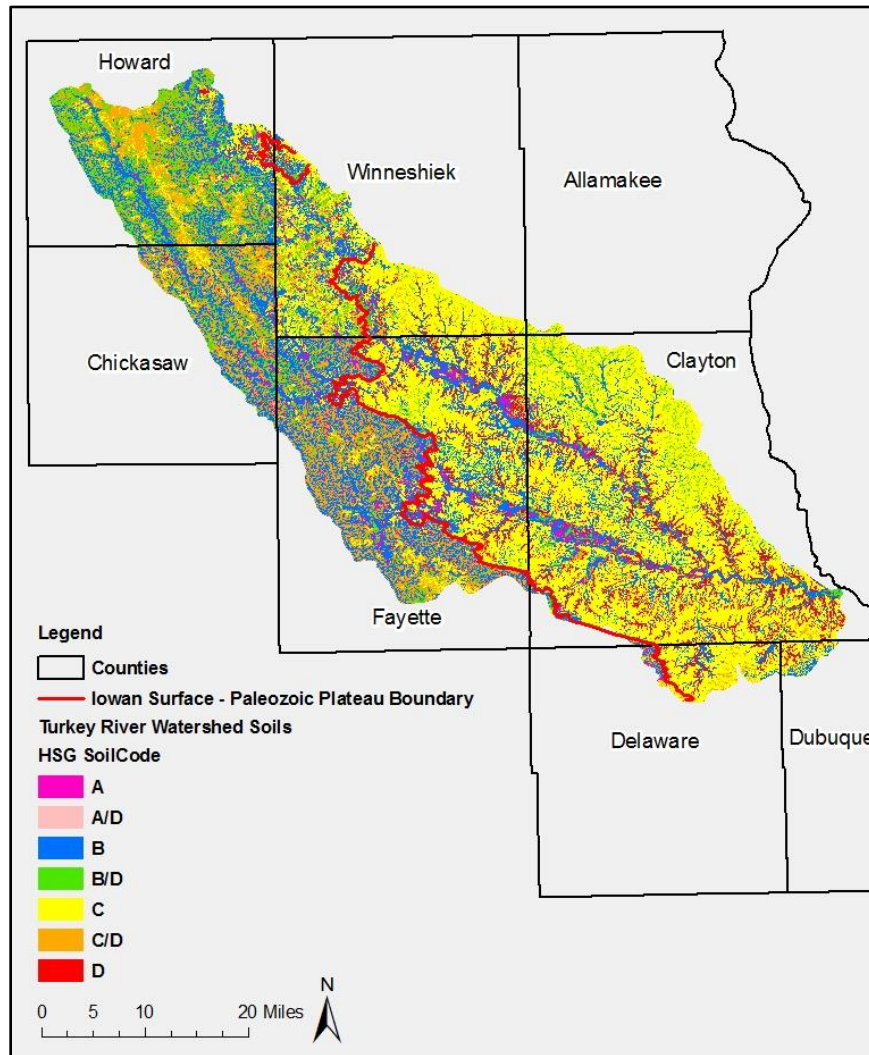 Howard
Winneshiek
Allamakee
Chickasaw
Clayton
Fayette
Delaware
Dubuque
Legend
Counties
Iowan Surface - Paleozoic Plateau Boundary
Turkey River Watershed Soils
HSG SoilCode
A
A/D
B
B/D
C
C/D
D
N
0 5 10 20 Miles